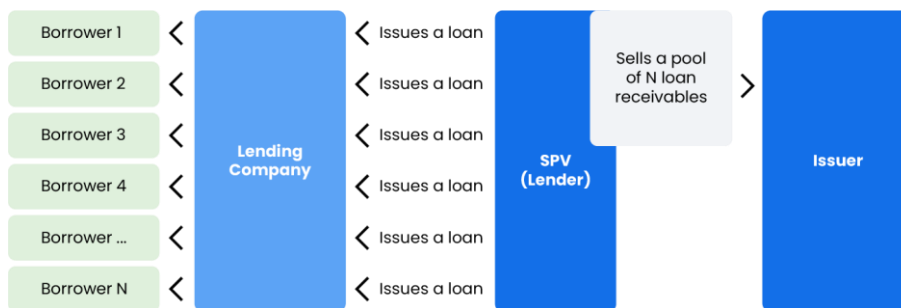 Borrower 1
Borrower 2
Borrower 3
Borrower 4
Borrower ...
Borrower N
Lending
Company
Issues a loan
Issues a loan
Issues a loan
Issues a loan
Issues a loan
Issues a loan
SPV
(Lender)
Sells a pool
of N loan
receivables
Issuer